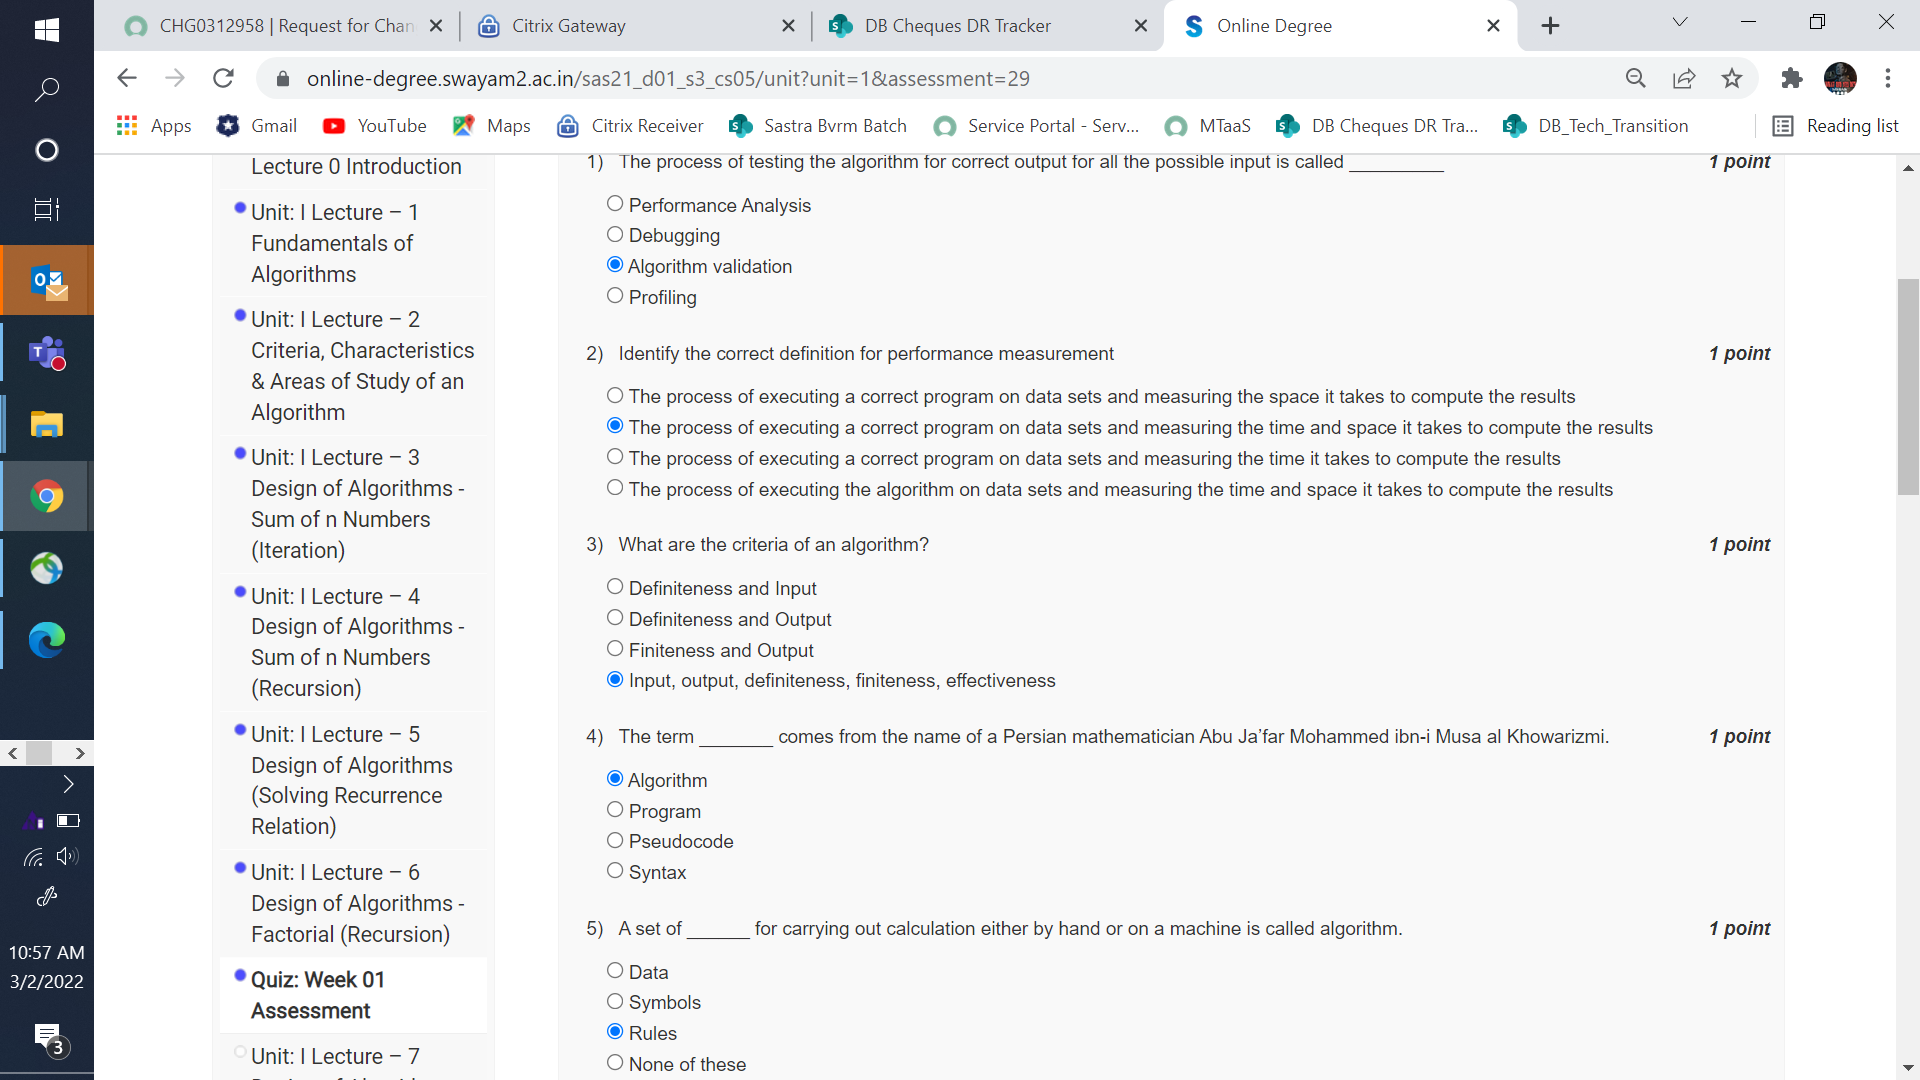 CHG0312958 | Request for Chan
Citrix Gateway
DB Cheques DR Tracker
Online Degree
online-degree.swayam2.ac.in/sas21_d01_s3_cs05/unit?unit=1&assessment=29
Apps
Gmail
YouTube
Maps
Citrix Receiver
Sastra Bvrm Batch
Service Portal - Serv...
MTaaS
DB Cheques DR Tra...
DB_Tech_Transition
Reading list
Lecture 0 Introduction
Unit: I Lecture – 1
Fundamentals of
Algorithms
Unit: I Lecture – 2
Criteria, Characteristics
& Areas of Study of an
Algorithm
Unit: I Lecture – 3
Design of Algorithms -
Sum of n Numbers
(Iteration)
Unit: I Lecture – 4
Design of Algorithms -
Sum of n Numbers
(Recursion)
Unit: I Lecture – 5
Design of Algorithms
(Solving Recurrence
Relation)
Unit: I Lecture – 6
Design of Algorithms -
Factorial (Recursion)
Quiz: Week 01
Assessment
Unit: I Lecture – 7
1) The process of testing the algorithm for correct output for all the possible input is called _________ 1 point
Performance Analysis
Debugging
Algorithm validation
Profiling
2) Identify the correct definition for performance measurement 1 point
The process of executing a correct program on data sets and measuring the space it takes to compute the results
The process of executing a correct program on data sets and measuring the time and space it takes to compute the results
The process of executing a correct program on data sets and measuring the time it takes to compute the results
The process of executing the algorithm on data sets and measuring the time and space it takes to compute the results
3) What are the criteria of an algorithm? 1 point
Definiteness and Input
Definiteness and Output
Finiteness and Output
Input, output, definiteness, finiteness, effectiveness
4) The term _______ comes from the name of a Persian mathematician Abu Ja’far Mohammed ibn-i Musa al Khowarizmi. 1 point
Algorithm
Program
Pseudocode
Syntax
5) A set of ______ for carrying out calculation either by hand or on a machine is called algorithm. 1 point
Data
Symbols
Rules
None of these
10:57 AM
3/2/2022
3